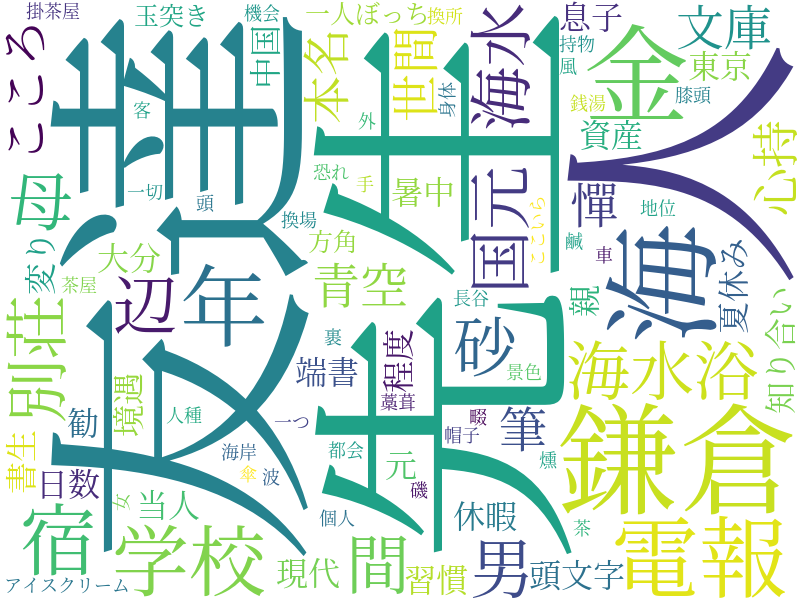 掛茶屋
玉突き
機会
一人ぼっち
換所
息子
文庫
こころ
友達
先生
中国
本名
世間
海水
持物
風
金
人
東京
客
身体
銭湯
膝頭
外
資産
母
一切
頭
恐れ
手
暑中
国元
憚
心持
変り
換場
ここいら
地位
大分
方角
鹹
車
茶屋
年
青空
辺
長谷
親
海
夏休み
別荘
裏
端書
程度
砂
景色
海水浴
知り合い
境遇
藁葺
人種
勧
一つ
畷
筆
帽子
鎌倉
書生
日数
海岸
都会
元
傘
波
磯
燻
女
当人
個人
休暇
茶
宿
学校
間
男
電報
現代
習慣
頭文字
アイスクリーム